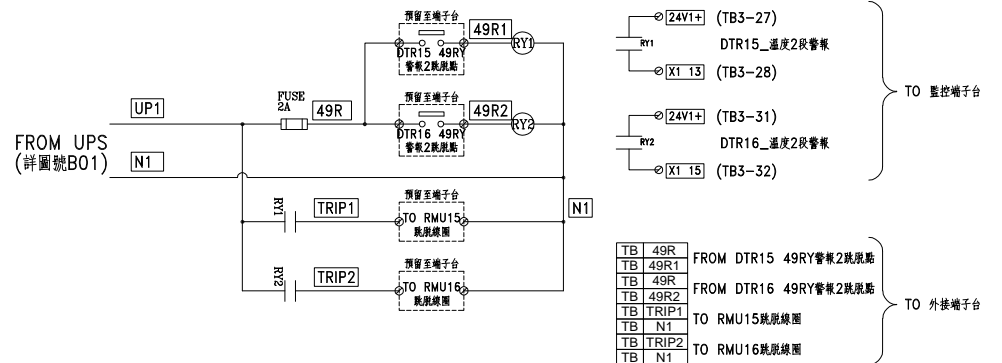 預留至端子台
49R1
DTR15 49RY
警報2跳脫點
RY1
FUSE
2A
49R
UP1
預留至端子台
49R2
DTR16 49RY
警報2跳脫點
RY2
FROM UPS
(詳圖號B01)
N1
預留至端子台
RY1
TRIP1
TO RMU15
跳脫線圈
N1
預留至端子台
RY2
TRIP2
TO RMU16
跳脫線圈
24V1+ (TB3-27)
RY1 DTR15_溫度2段警報
X1 13 (TB3-28)
TO 監控端子台
24V1+ (TB3-31)
RY2 DTR16_溫度2段警報
X1 15 (TB3-32)
TB 49R
FROM DTR15 49RY警報2跳脫點
TB 49R1
TB 49R
FROM DTR16 49RY警報2跳脫點
TB 49R2
TO 外接端子台
TB TRIP1
TO RMU15跳脫線圈
TB N1
TB TRIP2
TO RMU16跳脫線圈
TB N1